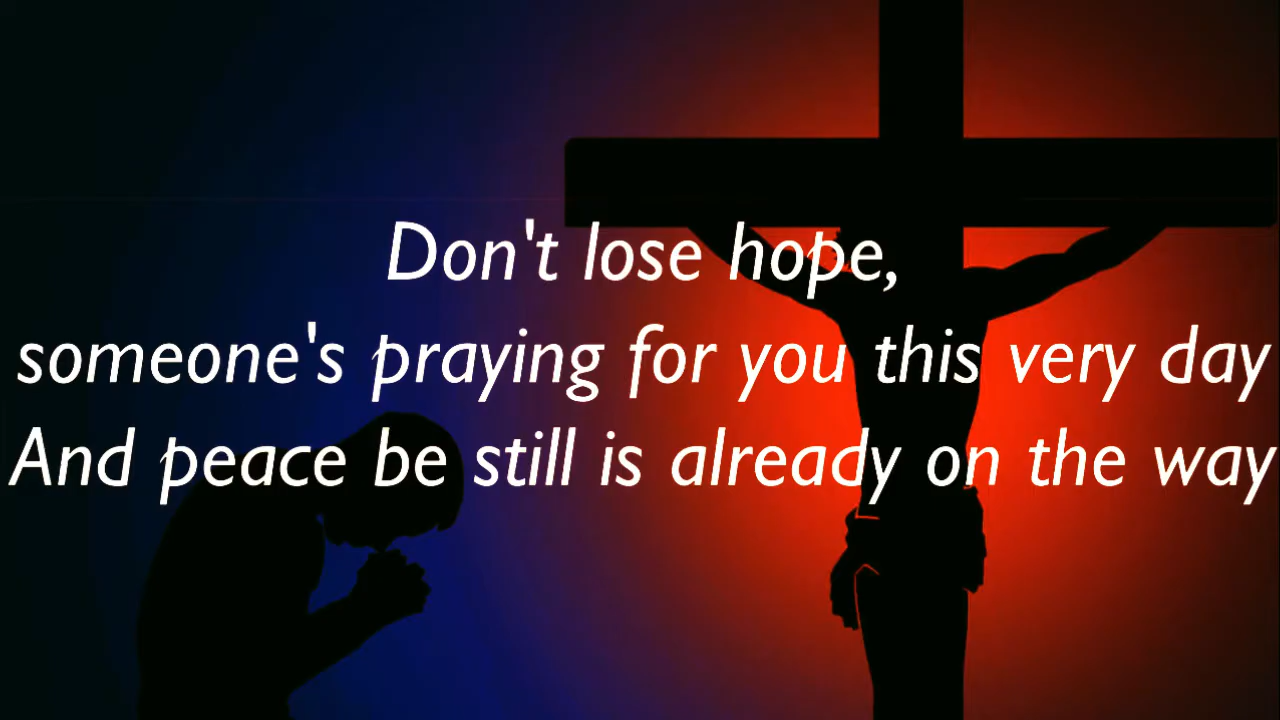 Don't lose hope,
someone's praying for you this very day
And peace be still is already on the way